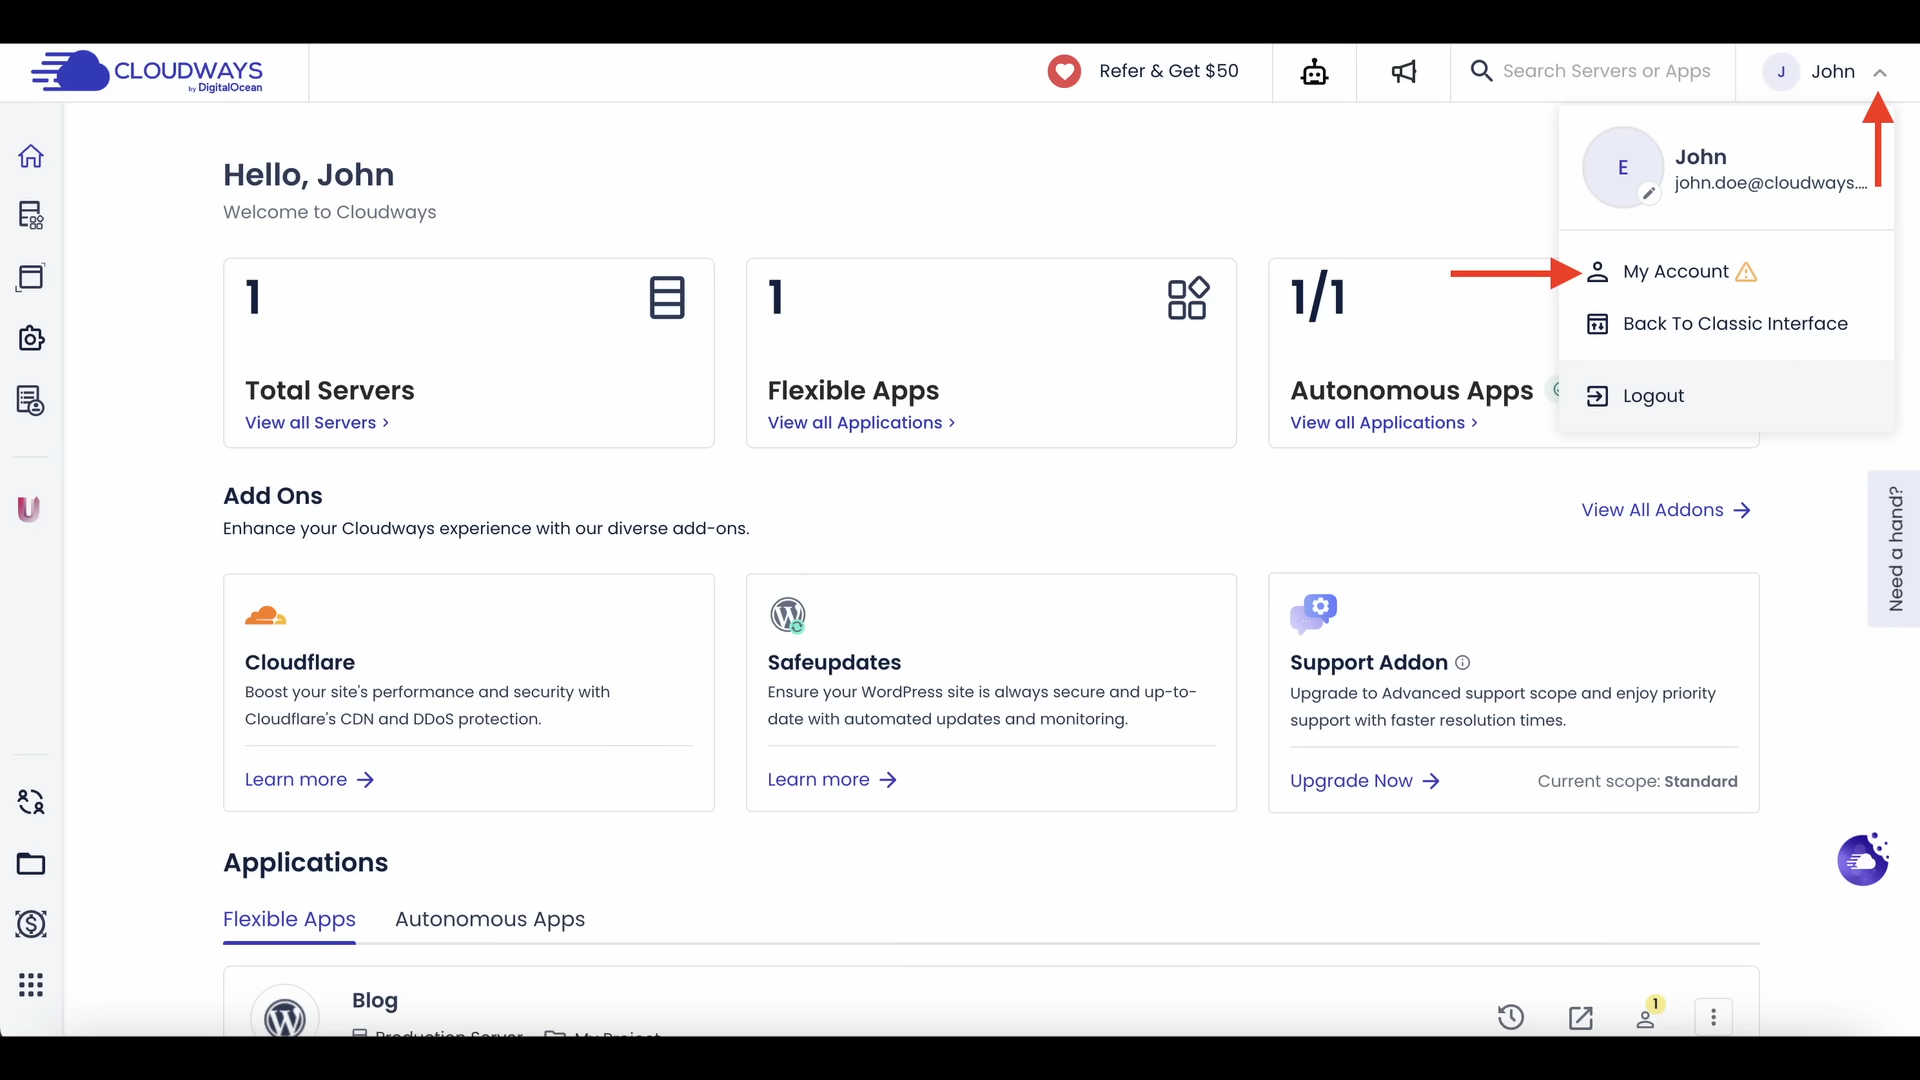 CLOUDWAYS
by DigitalOcean
Refer & Get $50
Search Servers or Apps
J
John
E
John
john.doe@cloudways....
My Account
Back To Classic Interface
Logout
Hello, John
Welcome to Cloudways
1
Total Servers
View all Servers >
1
Flexible Apps
View all Applications >
1/1
Autonomous Apps
View all Applications >
Add Ons
Enhance your Cloudways experience with our diverse add-ons.
View All Addons
Need a hand?
Cloudflare
Boost your site's performance and security with
Cloudflare's CDN and DDoS protection.
Learn more
Safeupdates
Ensure your WordPress site is always secure and up-to-
date with automated updates and monitoring.
Learn more
Support Addon
Upgrade to Advanced support scope and enjoy priority
support with faster resolution times.
Upgrade Now
Current scope: Standard
Applications
Flexible Apps
Autonomous Apps
Blog
1
Production Server
My Project